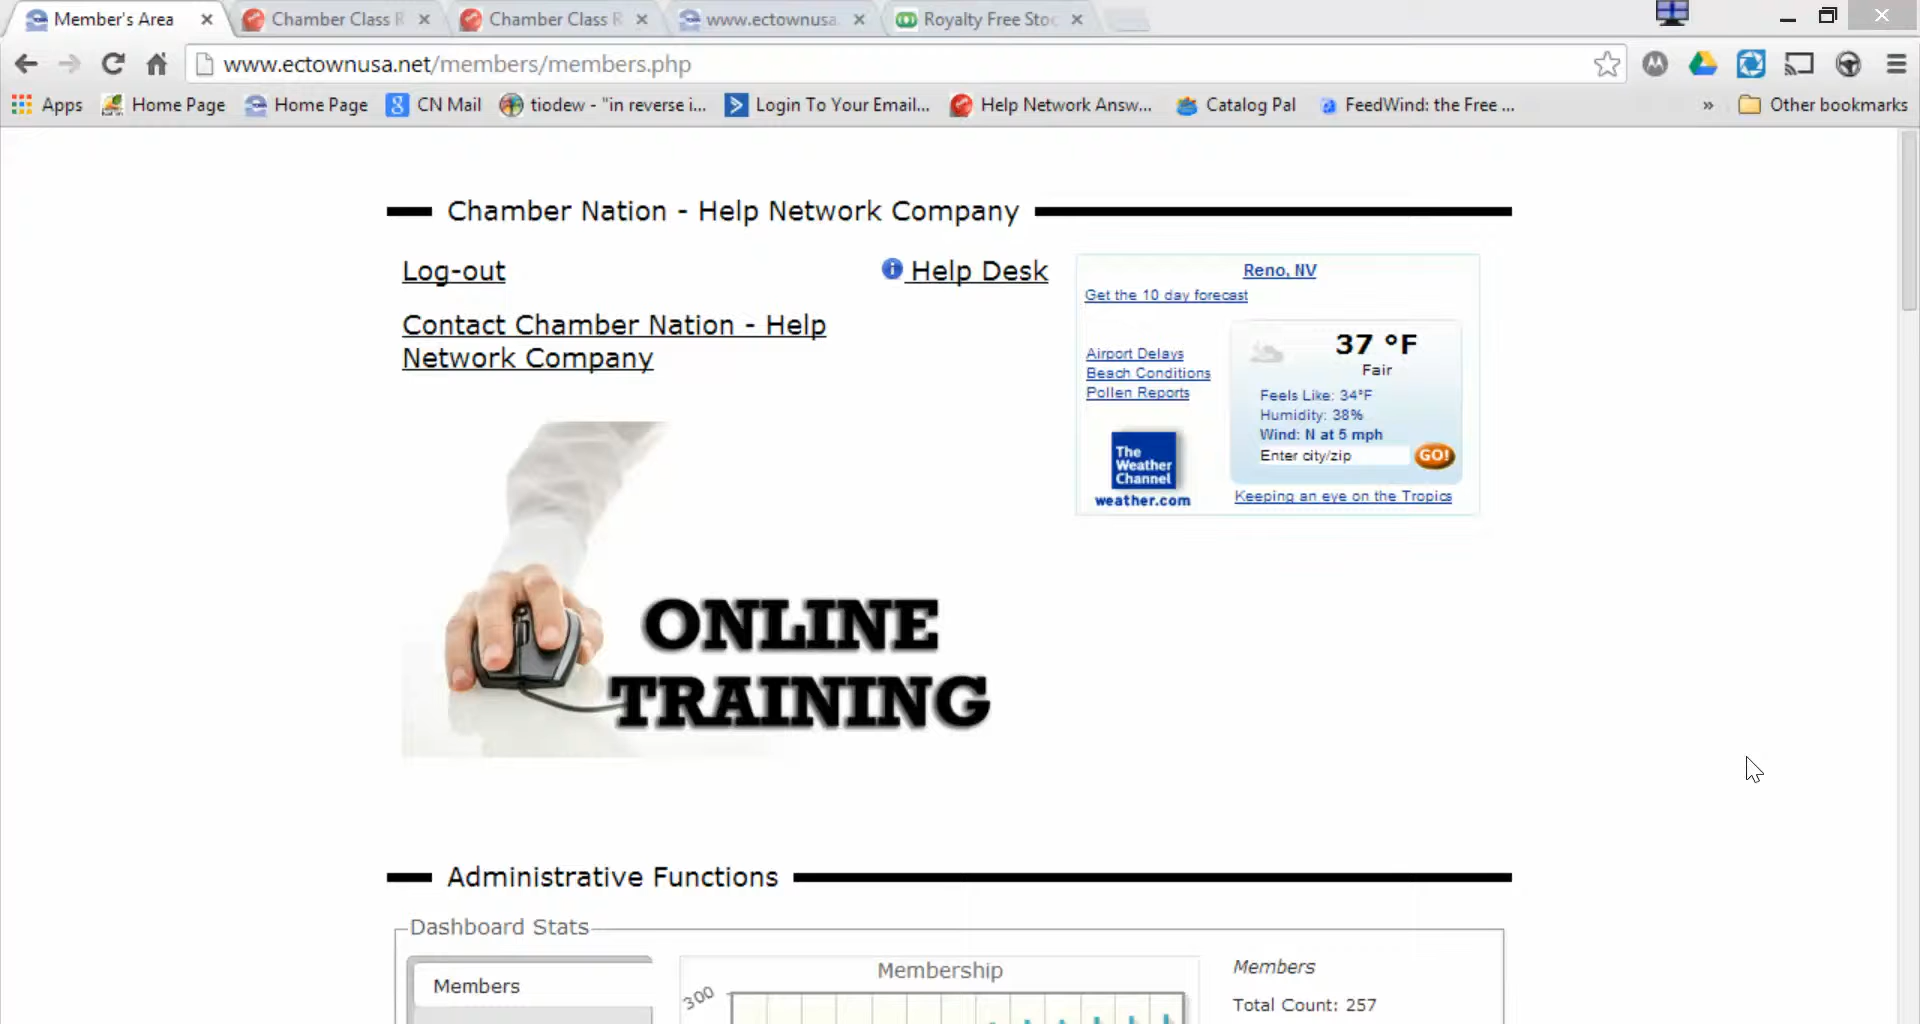 Member's Area
Chamber Class R
Chamber Class R
www.ectownusa.
Royalty Free Stoc
www.ectownusa.net/members/members.php
Apps
Home Page
Home Page
CN Mail
tiodew - "in reverse i...
Login To Your Email...
Help Network Answ...
Catalog Pal
FeedWind: the Free ...
»
Other bookmarks
Chamber Nation - Help Network Company
Log-out
Help Desk
Contact Chamber Nation - Help
Network Company
Reno, NV
Get the 10 day forecast
Airport Delays
Beach Conditions
Pollen Reports
37 °F
Fair
Feels Like: 34°F
Humidity: 38%
Wind: N at 5 mph
Enter city/zip
GO!
The
Weather
Channel
weather.com
Keeping an eye on the Tropics
ONLINE
TRAINING
Administrative Functions
Dashboard Stats
Members
Membership
300
Members
Total Count: 257